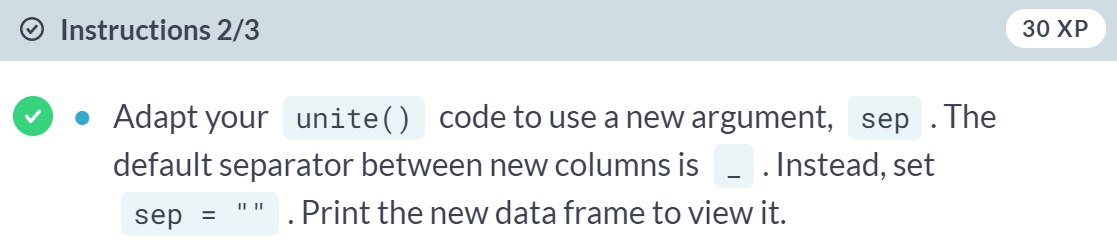 Instructions 2/3 30 XP
Adapt your unite() code to use a new argument, sep . The
default separator between new columns is _ . Instead, set
sep = "" . Print the new data frame to view it.